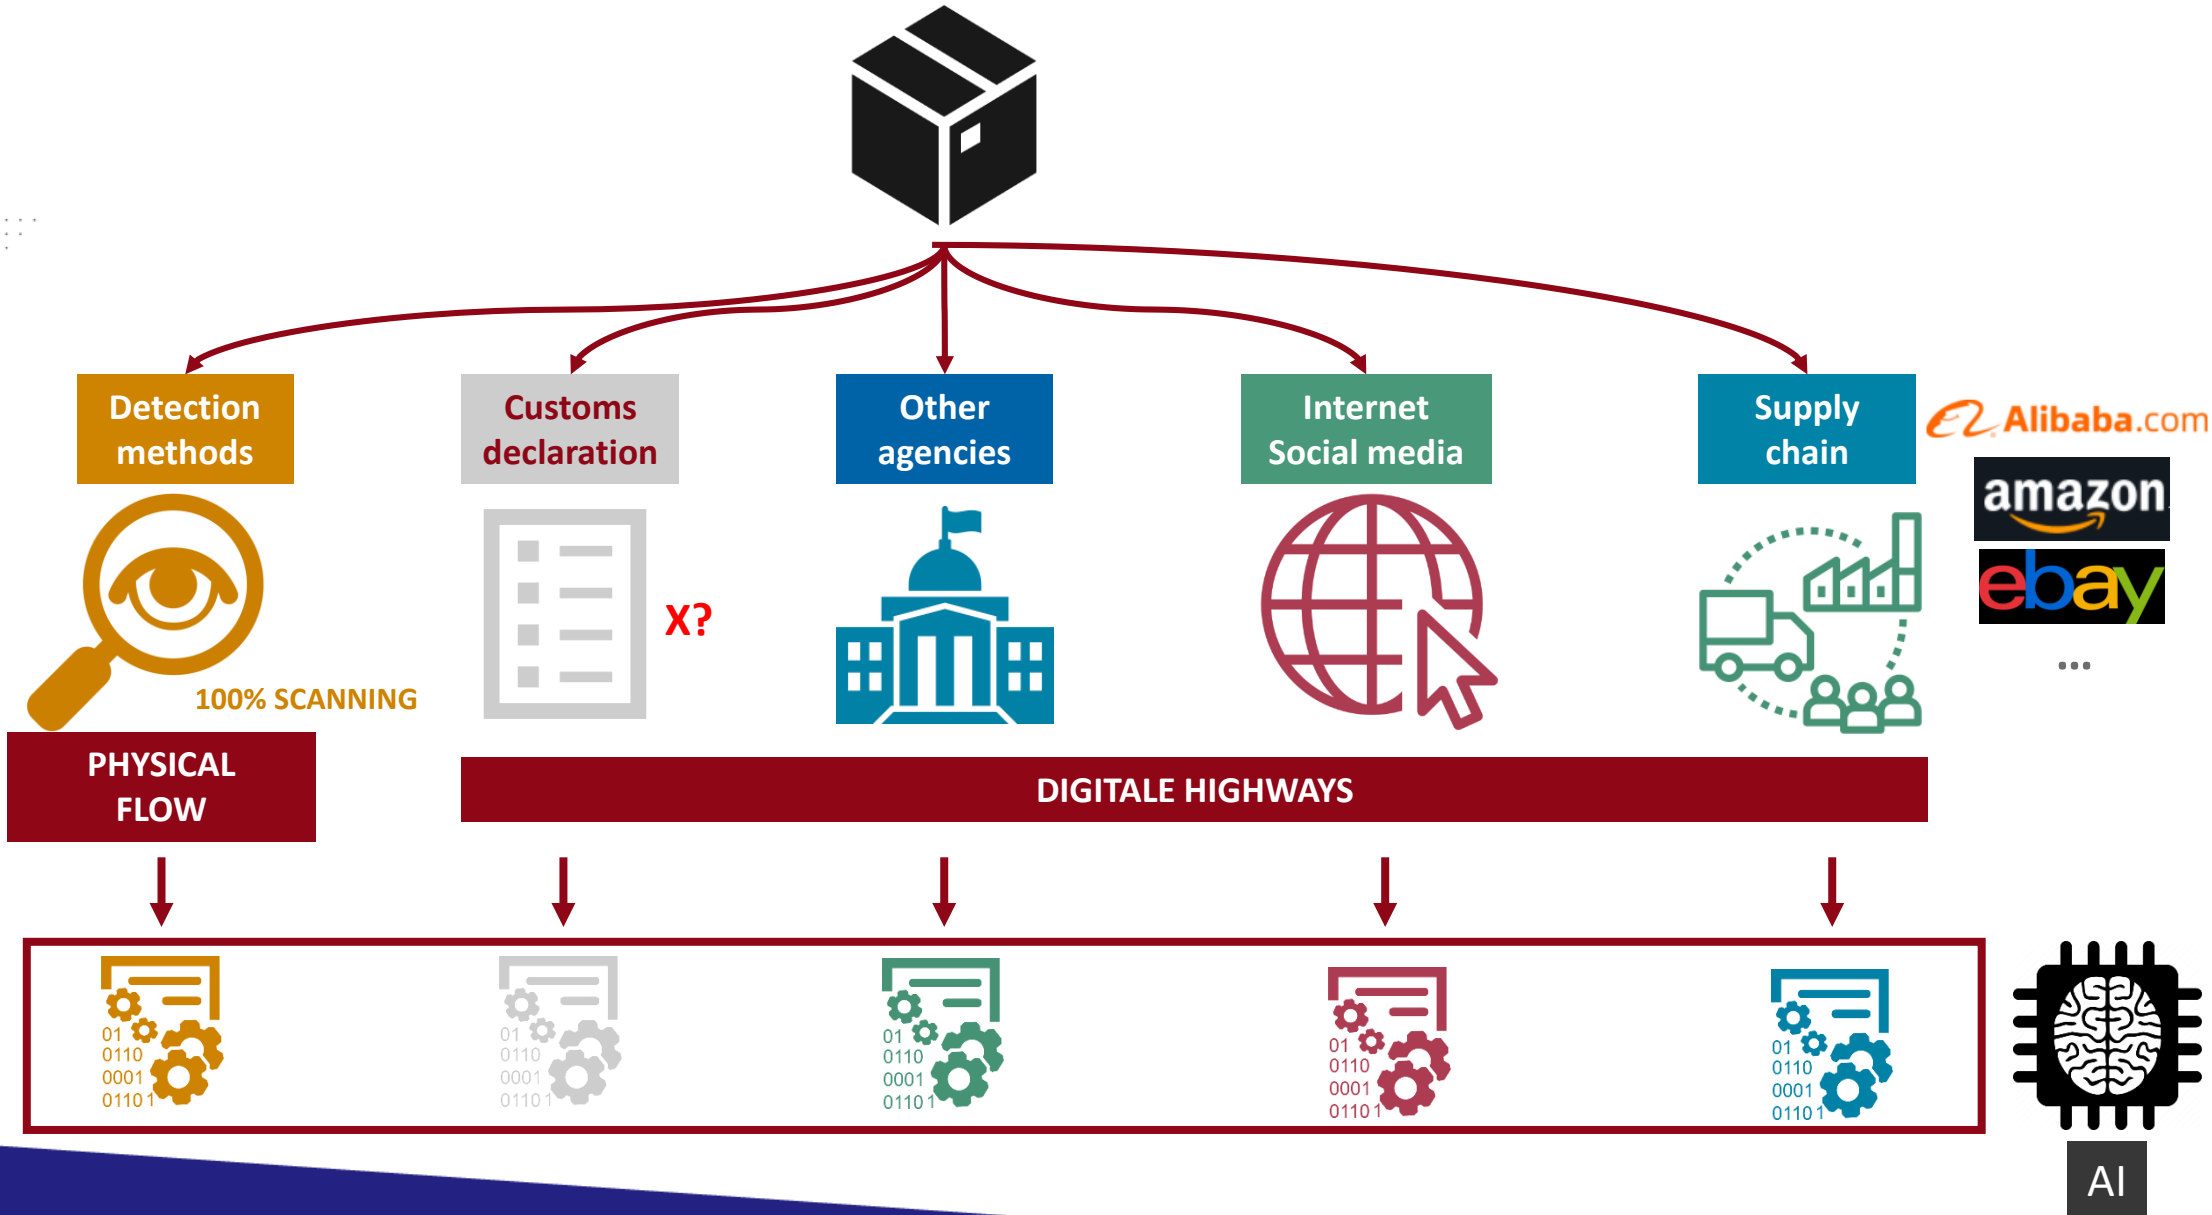 Detection
methods
Customs
declaration
Other
agencies
Internet
Social media
Supply
chain
Alibaba.com
amazon
ebay
...
X?
100% SCANNING
PHYSICAL
FLOW
DIGITALE HIGHWAYS
01
0110
0001
01101
01
0110
0001
01101
01
0110
0001
01101
01
0110
0001
01101
01
0110
0001
01101
AI